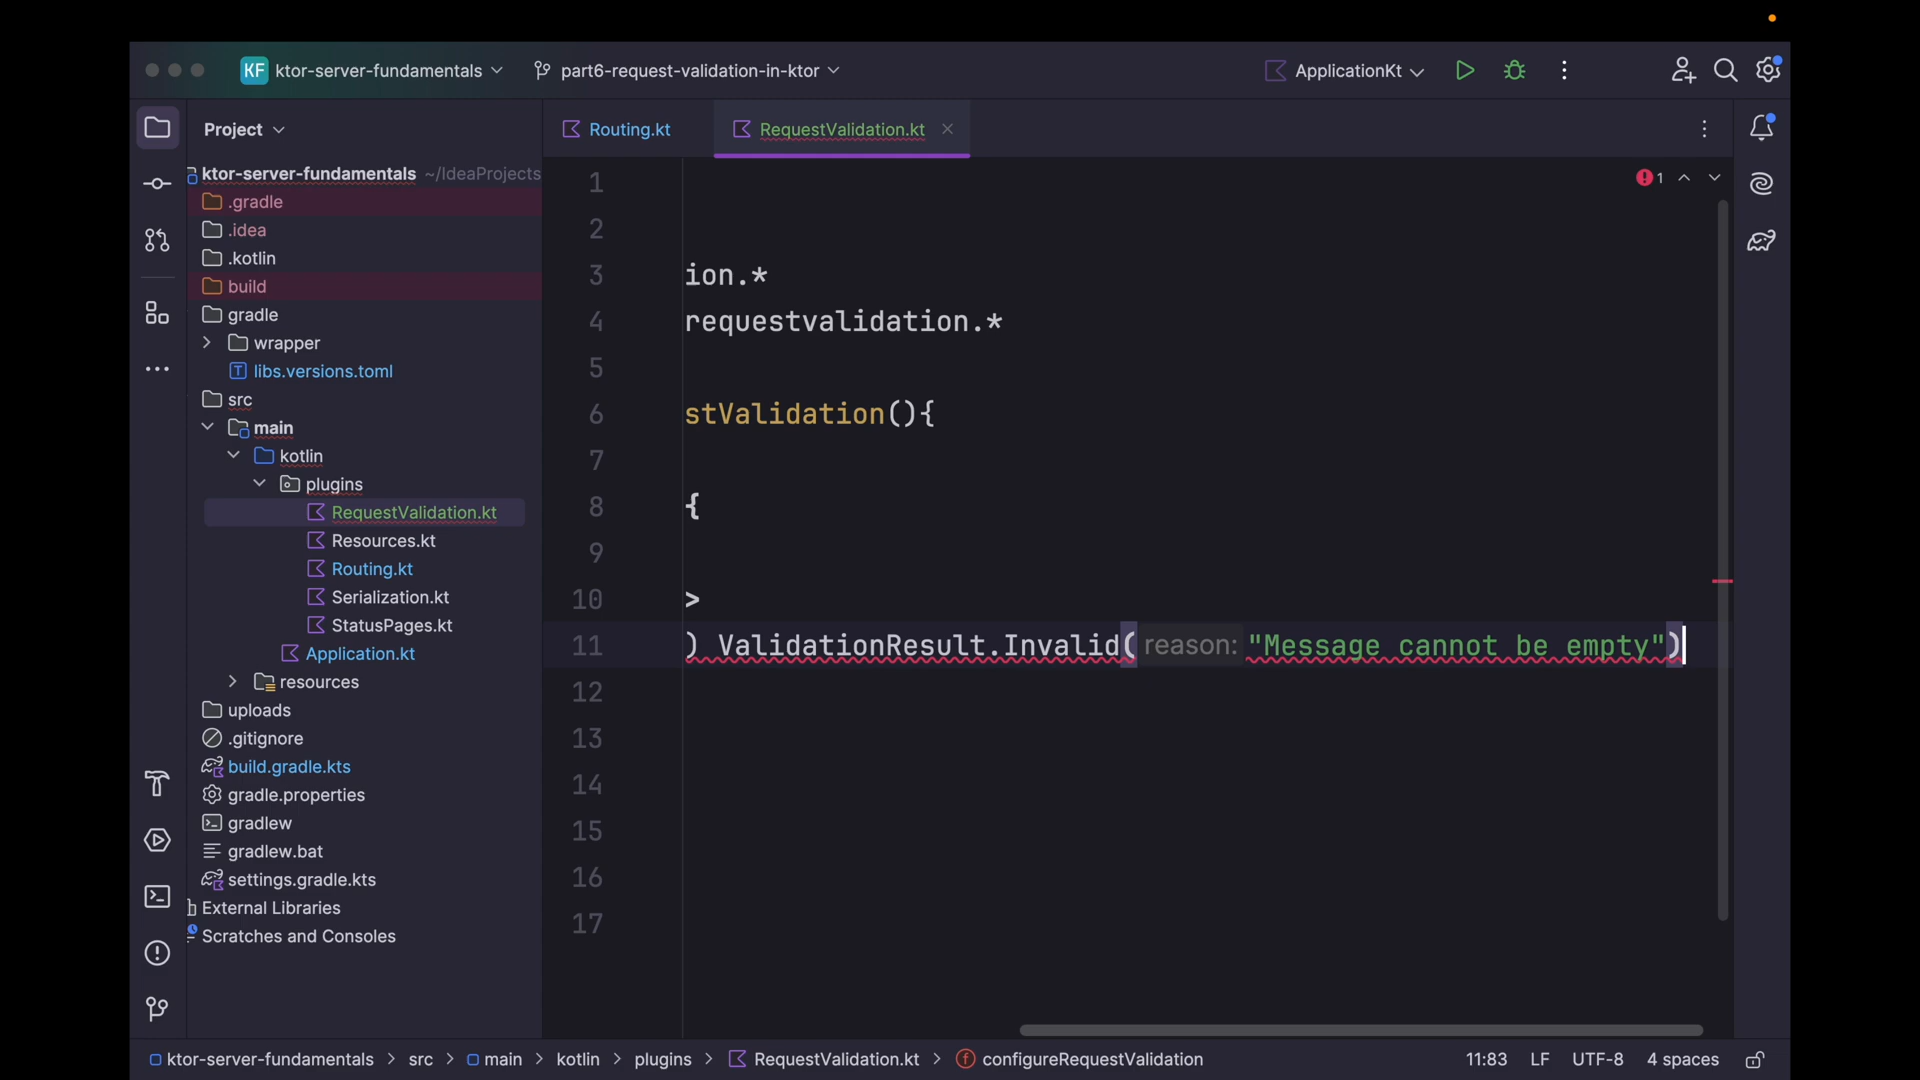 KF ktor-server-fundamentals part6-request-validation-in-ktor ApplicationKt
Project Routing.kt RequestValidation.kt
ktor-server-fundamentals ~/IdeaProjects
.gradle
.idea
.kotlin
build
gradle
wrapper
libs.versions.toml
src
main
kotlin
plugins
RequestValidation.kt
Resources.kt
Routing.kt
Serialization.kt
StatusPages.kt
Application.kt
resources
uploads
.gitignore
build.gradle.kts
gradle.properties
gradlew
gradlew.bat
settings.gradle.kts
External Libraries
Scratches and Consoles
1
1
2
3 ion.*
4 requestvalidation.*
5
6 stValidation(){
7
8 {
9
10 >
11 ) ValidationResult.Invalid( reason: "Message cannot be empty")
12
13
14
15
16
17
ktor-server-fundamentals > src > main > kotlin > plugins > RequestValidation.kt > configureRequestValidation 11:83 LF UTF-8 4 spaces